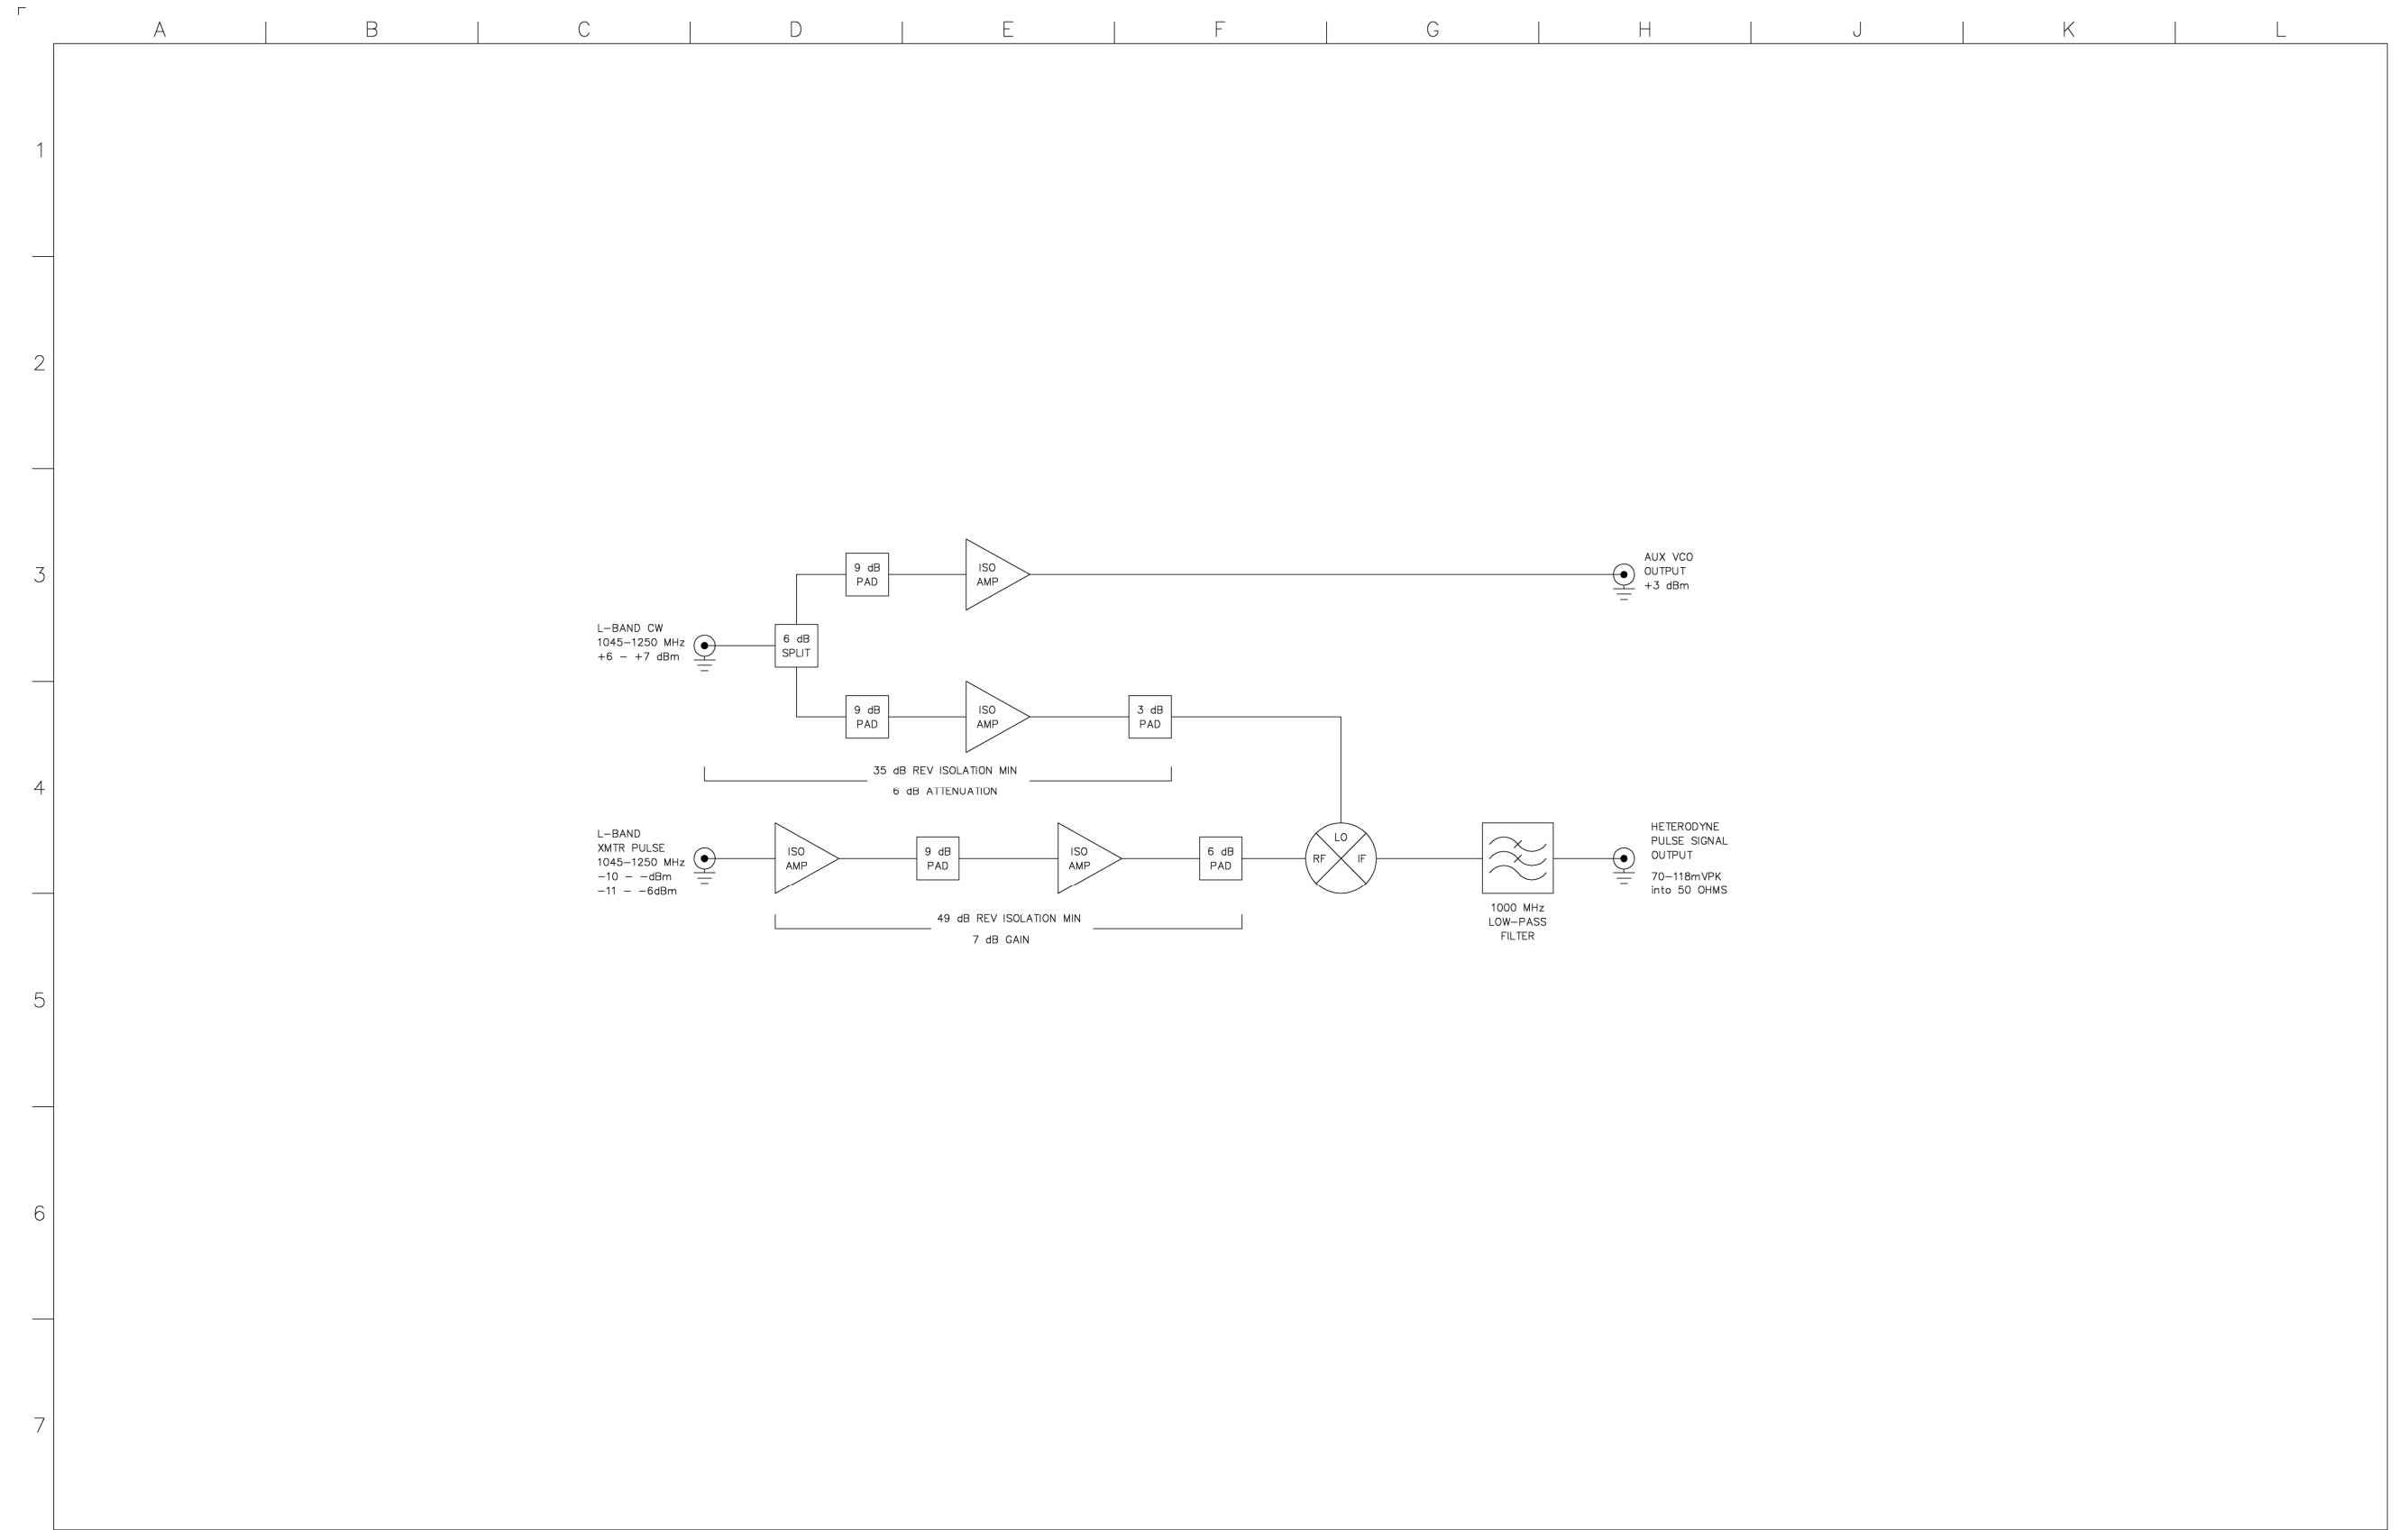 A B C D E F G H J K L
1
2
3
4
5
6
7
9 dB
PAD
ISO
AMP
AUX VCO
OUTPUT
+3 dBm
L-BAND CW
1045-1250 MHz
+6 - +7 dBm
6 dB
SPLIT
9 dB
PAD
ISO
AMP
3 dB
PAD
35 dB REV ISOLATION MIN
6 dB ATTENUATION
L-BAND
XMTR PULSE
1045-1250 MHz
-10 - -dBm
-11 - -6dBm
ISO
AMP
9 dB
PAD
ISO
AMP
6 dB
PAD
LO
RF
IF
1000 MHz
LOW-PASS
FILTER
HETERODYNE
PULSE SIGNAL
OUTPUT
70-118mVPK
into 50 OHMS
49 dB REV ISOLATION MIN
7 dB GAIN